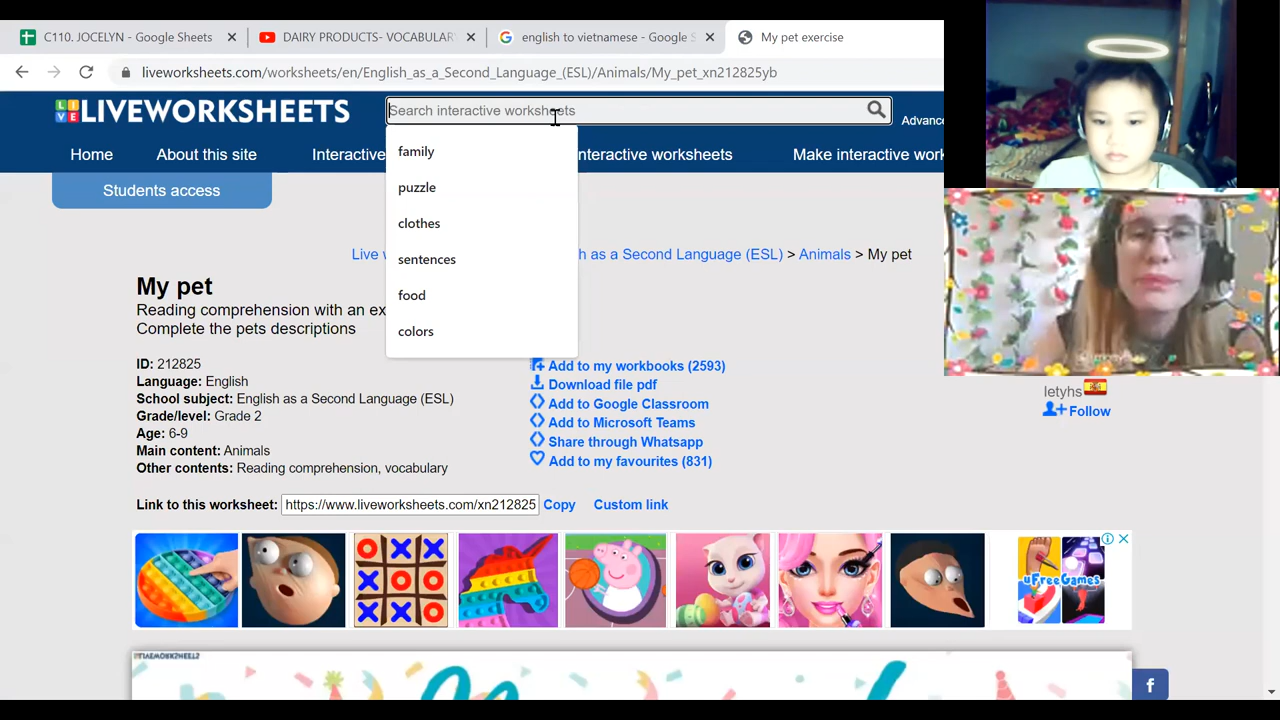 C110. JOCELYN - Google Sheets
DAIRY PRODUCTS- VOCABULAR
english to vietnamese - Google S
My pet exercise
liveworksheets.com/worksheets/en/English_as_a_Second_Language_(ESL)/Animals/My_pet_xn212825yb
LIVE LIVEWORKSHEETS
Search interactive worksheets
Advance
Home
About this site
Interactive
nteractive worksheets
Make interactive work
Students access
family
puzzle
clothes
sentences
food
colors
Live w
h as a Second Language (ESL) > Animals > My pet
My pet
Reading comprehension with an ex
Complete the pets descriptions
ID: 212825
Language: English
School subject: English as a Second Language (ESL)
Grade/level: Grade 2
Age: 6-9
Main content: Animals
Other contents: Reading comprehension, vocabulary
Add to my workbooks (2593)
Download file pdf
Add to Google Classroom
Add to Microsoft Teams
Share through Whatsapp
Add to my favourites (831)
letyhs
Follow
Link to this worksheet: https://www.liveworksheets.com/xn212825 Copy Custom link
uFreeGames